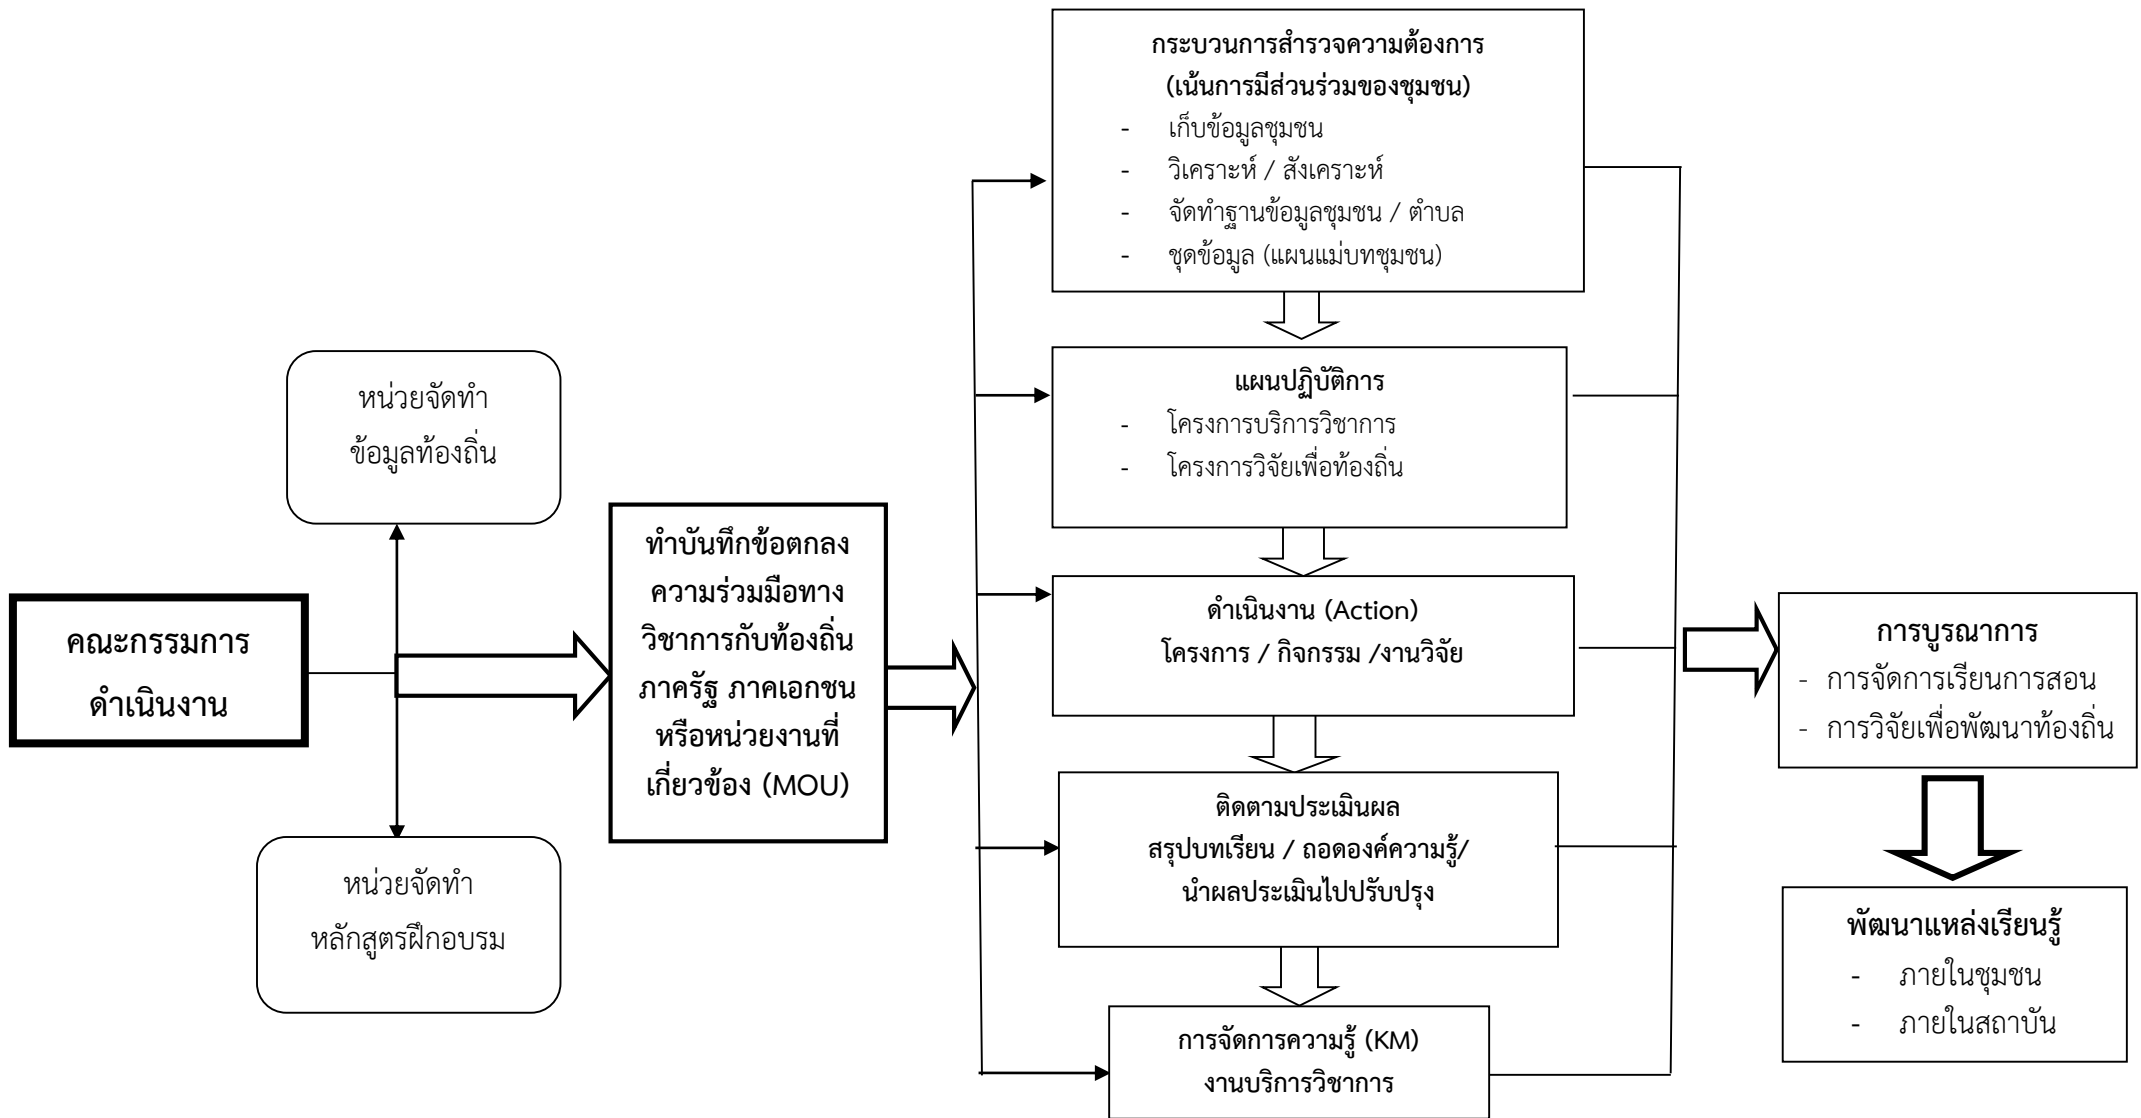 กระบวนการสำรวจความต้องการ
(เน้นการมีส่วนร่วมของชุมชน)
- เก็บข้อมูลชุมชน
- วิเคราะห์ / สังเคราะห์
- จัดทำฐานข้อมูลชุมชน / ตำบล
- ชุดข้อมูล (แผนแม่บทชุมชน)
แผนปฏิบัติการ
- โครงการบริการวิชาการ
- โครงการวิจัยเพื่อท้องถิ่น
หน่วยจัดทำ
ข้อมูลท้องถิ่น
ทำบันทึกข้อตกลง
ความร่วมมือทาง
วิชาการกับท้องถิ่น
ภาครัฐ ภาคเอกชน
หรือหน่วยงานที่
เกี่ยวข้อง (MOU)
คณะกรรมการ
ดำเนินงาน
ดำเนินงาน (Action)
โครงการ / กิจกรรม /งานวิจัย
การบูรณาการ
- การจัดการเรียนการสอน
- การวิจัยเพื่อพัฒนาท้องถิ่น
ติดตามประเมินผล
สรุปบทเรียน / ถอดองค์ความรู้/
นำผลประเมินไปปรับปรุง
หน่วยจัดทำ
หลักสูตรฝึกอบรม
พัฒนาแหล่งเรียนรู้
- ภายในชุมชน
- ภายในสถาบัน
การจัดการความรู้ (KM)
งานบริการวิชาการ